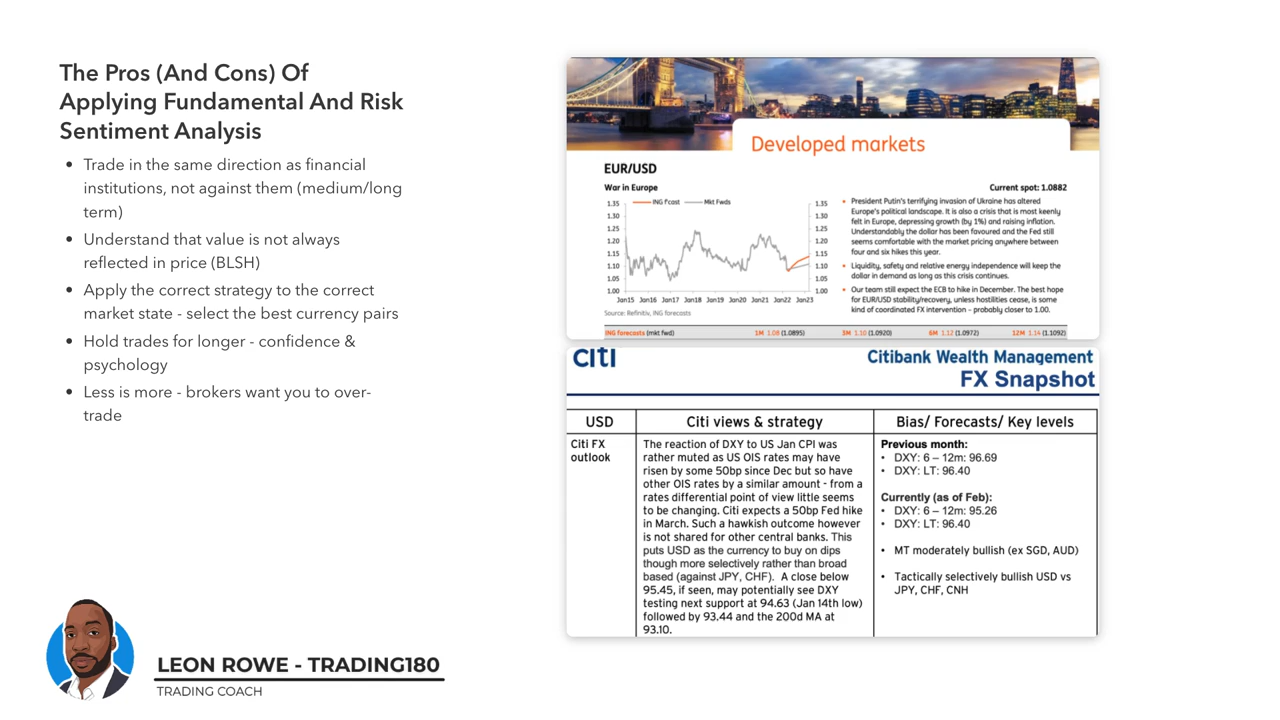 The Pros (And Cons) Of
Applying Fundamental And Risk
Sentiment Analysis
• Trade in the same direction as financial
institutions, not against them (medium/long
term)
• Understand that value is not always
reflected in price (BLSH)
• Apply the correct strategy to the correct
market state - select the best currency pairs
• Hold trades for longer - confidence &
psychology
• Less is more - brokers want you to over-
trade
LEON ROWE - TRADING180
TRADING COACH
Developed markets
EUR/USD
War in Europe
Current spot: 1.0882
ING f'cast
Mkt Fwds
1.35 1.35
1.30 1.30
1.25 1.25
1.20 1.20
1.15 1.15
1.10 1.10
1.05 1.05
1.00 1.00
Jan15 Jan16 Jan17 Jan18 Jan19 Jan20 Jan21 Jan22 Jan23
Source: Refinitiv, ING forecasts
• President Putin's terrifying invasion of Ukraine has altered
Europe's political landscape. It is also a crisis that is most keenly
felt in Europe, depressing growth (by 1%) and raising inflation.
Understandably the dollar has been favoured and the Fed still
seems comfortable with the market pricing anywhere between
four and six hikes this year.
• Liquidity, safety and relative energy independence will keep the
dollar in demand as long as this crisis continues.
• Our team still expect the ECB to hike in December. The best hope
for EUR/USD stability/recovery, unless hostilities cease, is some
kind of coordinated FX intervention - probably closer to 1.00.
ING forecasts (mkt fwd) 1M 1.08 (1.0895) 3M 1.10 (1.0920) 6M 1.12 (1.0972) 12M 1.14 (1.1092)
citi
Citibank Wealth Management
FX Snapshot
USD
Citi views & strategy
Bias/ Forecasts/ Key levels
Citi FX
outlook
The reaction of DXY to US Jan CPI was
rather muted as US OIS rates may have
risen by some 50bp since Dec but so have
other OIS rates by a similar amount - from a
rates differential point of view little seems
to be changing. Citi expects a 50bp Fed hike
in March. Such a hawkish outcome however
is not shared for other central banks. This
puts USD as the currency to buy on dips
though more selectively rather than broad
based (against JPY, CHF). A close below
95.45, if seen, may potentially see DXY
testing next support at 94.63 (Jan 14th low)
followed by 93.44 and the 200d MA at
93.10.
Previous month:
• DXY: 6 – 12m: 96.69
• DXY: LT: 96.40
Currently (as of Feb):
• DXY: 6 – 12m: 95.26
• DXY: LT: 96.40
• MT moderately bullish (ex SGD, AUD)
• Tactically selectively bullish USD vs
JPY, CHF, CNH